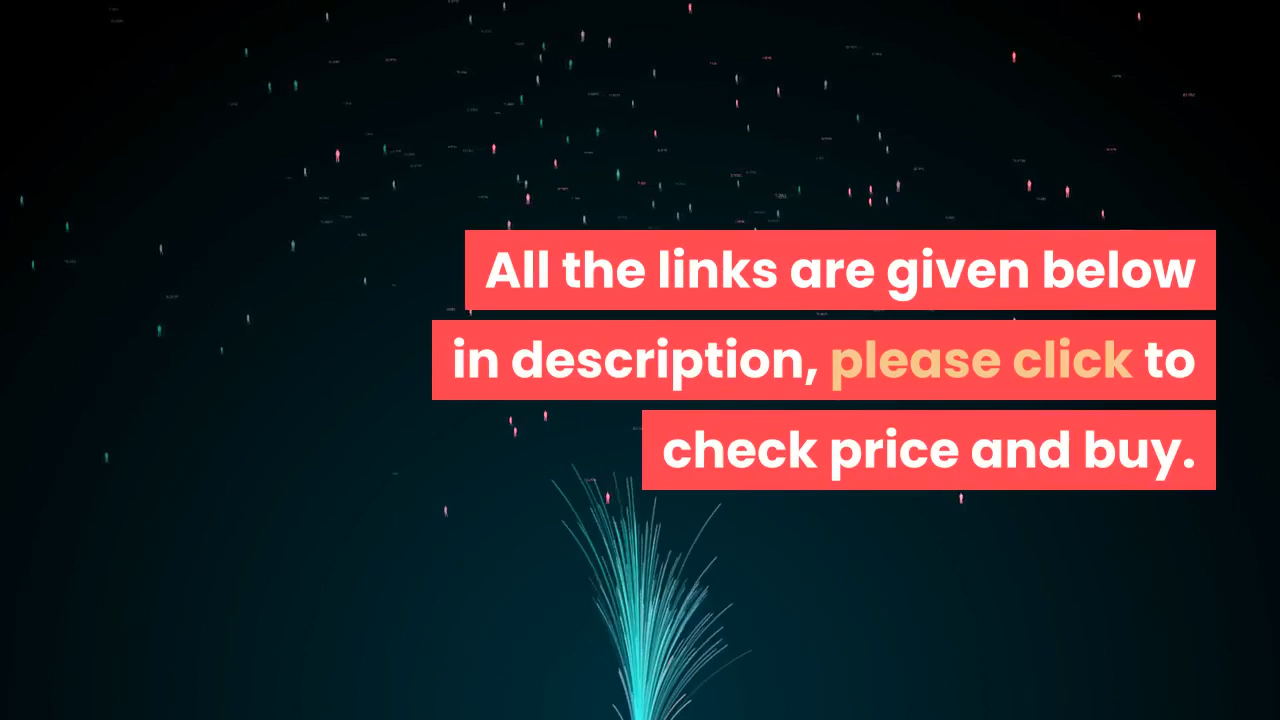 All the links are given below
in description, please click to
check price and buy.